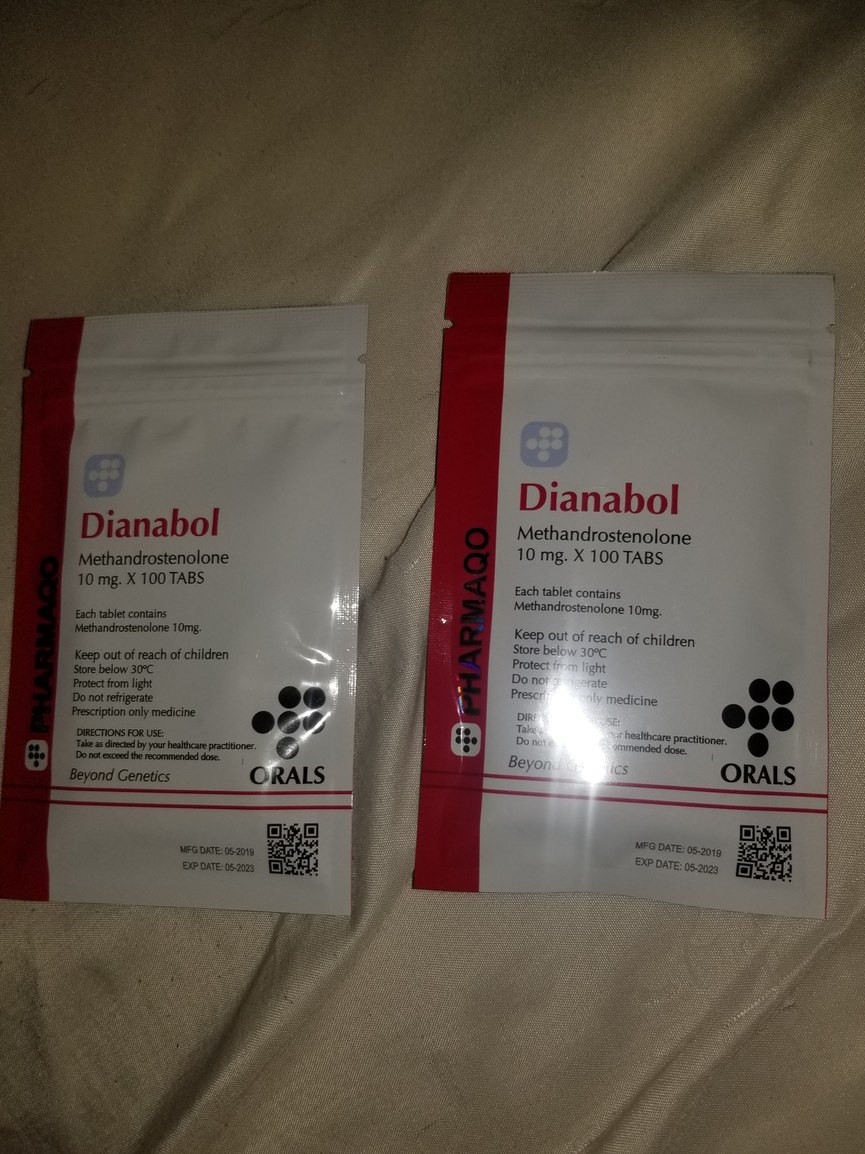 PHARMAQO
Dianabol
Methandrostenolone
10 mg. X 100 TABS
Each tablet contains
Methandrostenolone 10mg.
Keep out of reach of children
Store below 30ºC
Protect from light
Do not refrigerate
Prescription only medicine
DIRECTIONS FOR USE:
Take as directed by your healthcare practitioner.
Do not exceed the recommended dose.
Beyond Genetics
ORALS
MFG DATE: 05-2019
EXP DATE: 05-2023
PHARMAQO
Dianabol
Methandrostenolone
10 mg. X 100 TABS
Each tablet contains
Methandrostenolone 10mg.
Keep out of reach of children
Store below 30ºC
Protect from light
Do not
only medicine
USE:
Take your healthcare practitioner.
Do not recommended dose.
Beyond
ORALS
MFG DATE: 05-2019
EXP DATE: 05-2023